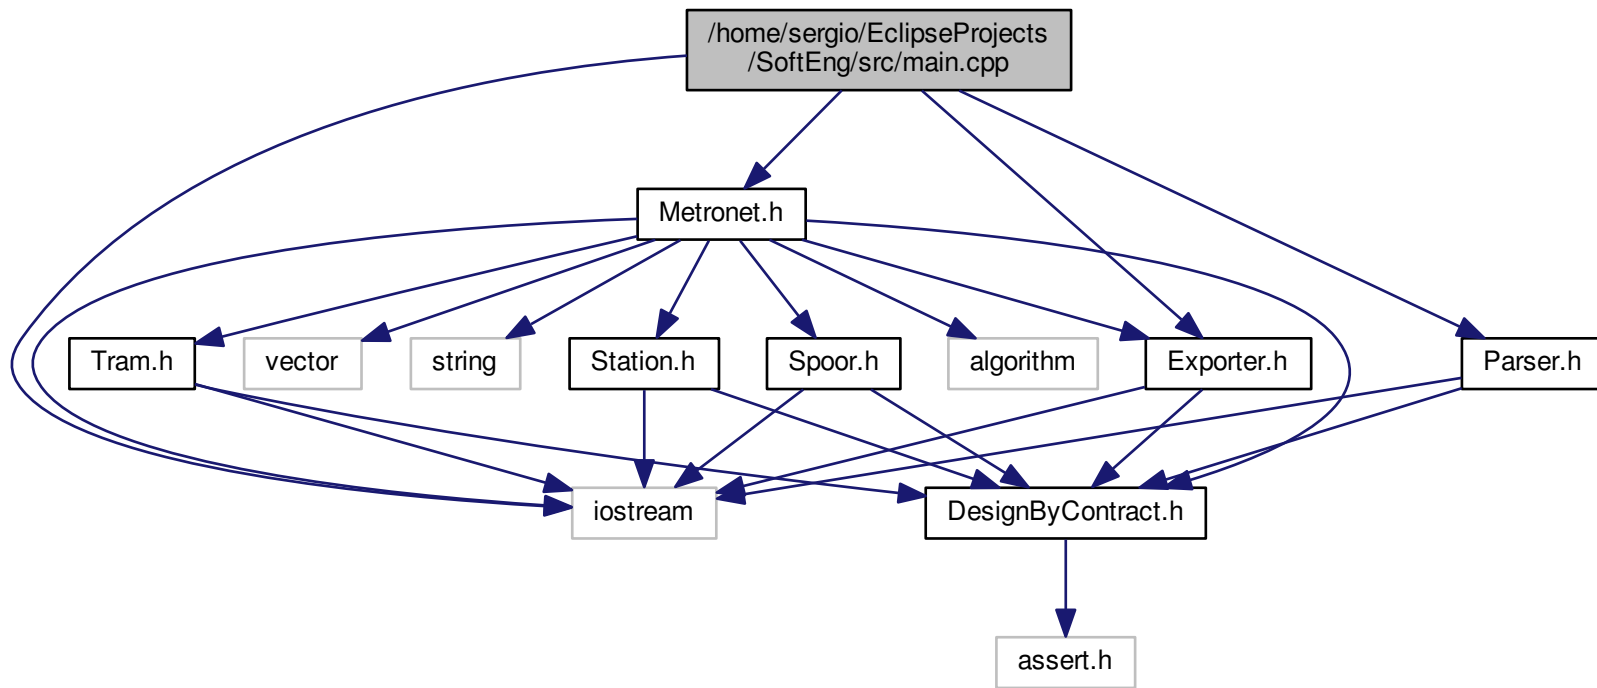 /home/sergio/EclipseProjects
/SoftEng/src/main.cpp
Metronet.h
Tram.h
vector
string
Station.h
Spoor.h
algorithm
Exporter.h
Parser.h
iostream
DesignByContract.h
assert.h